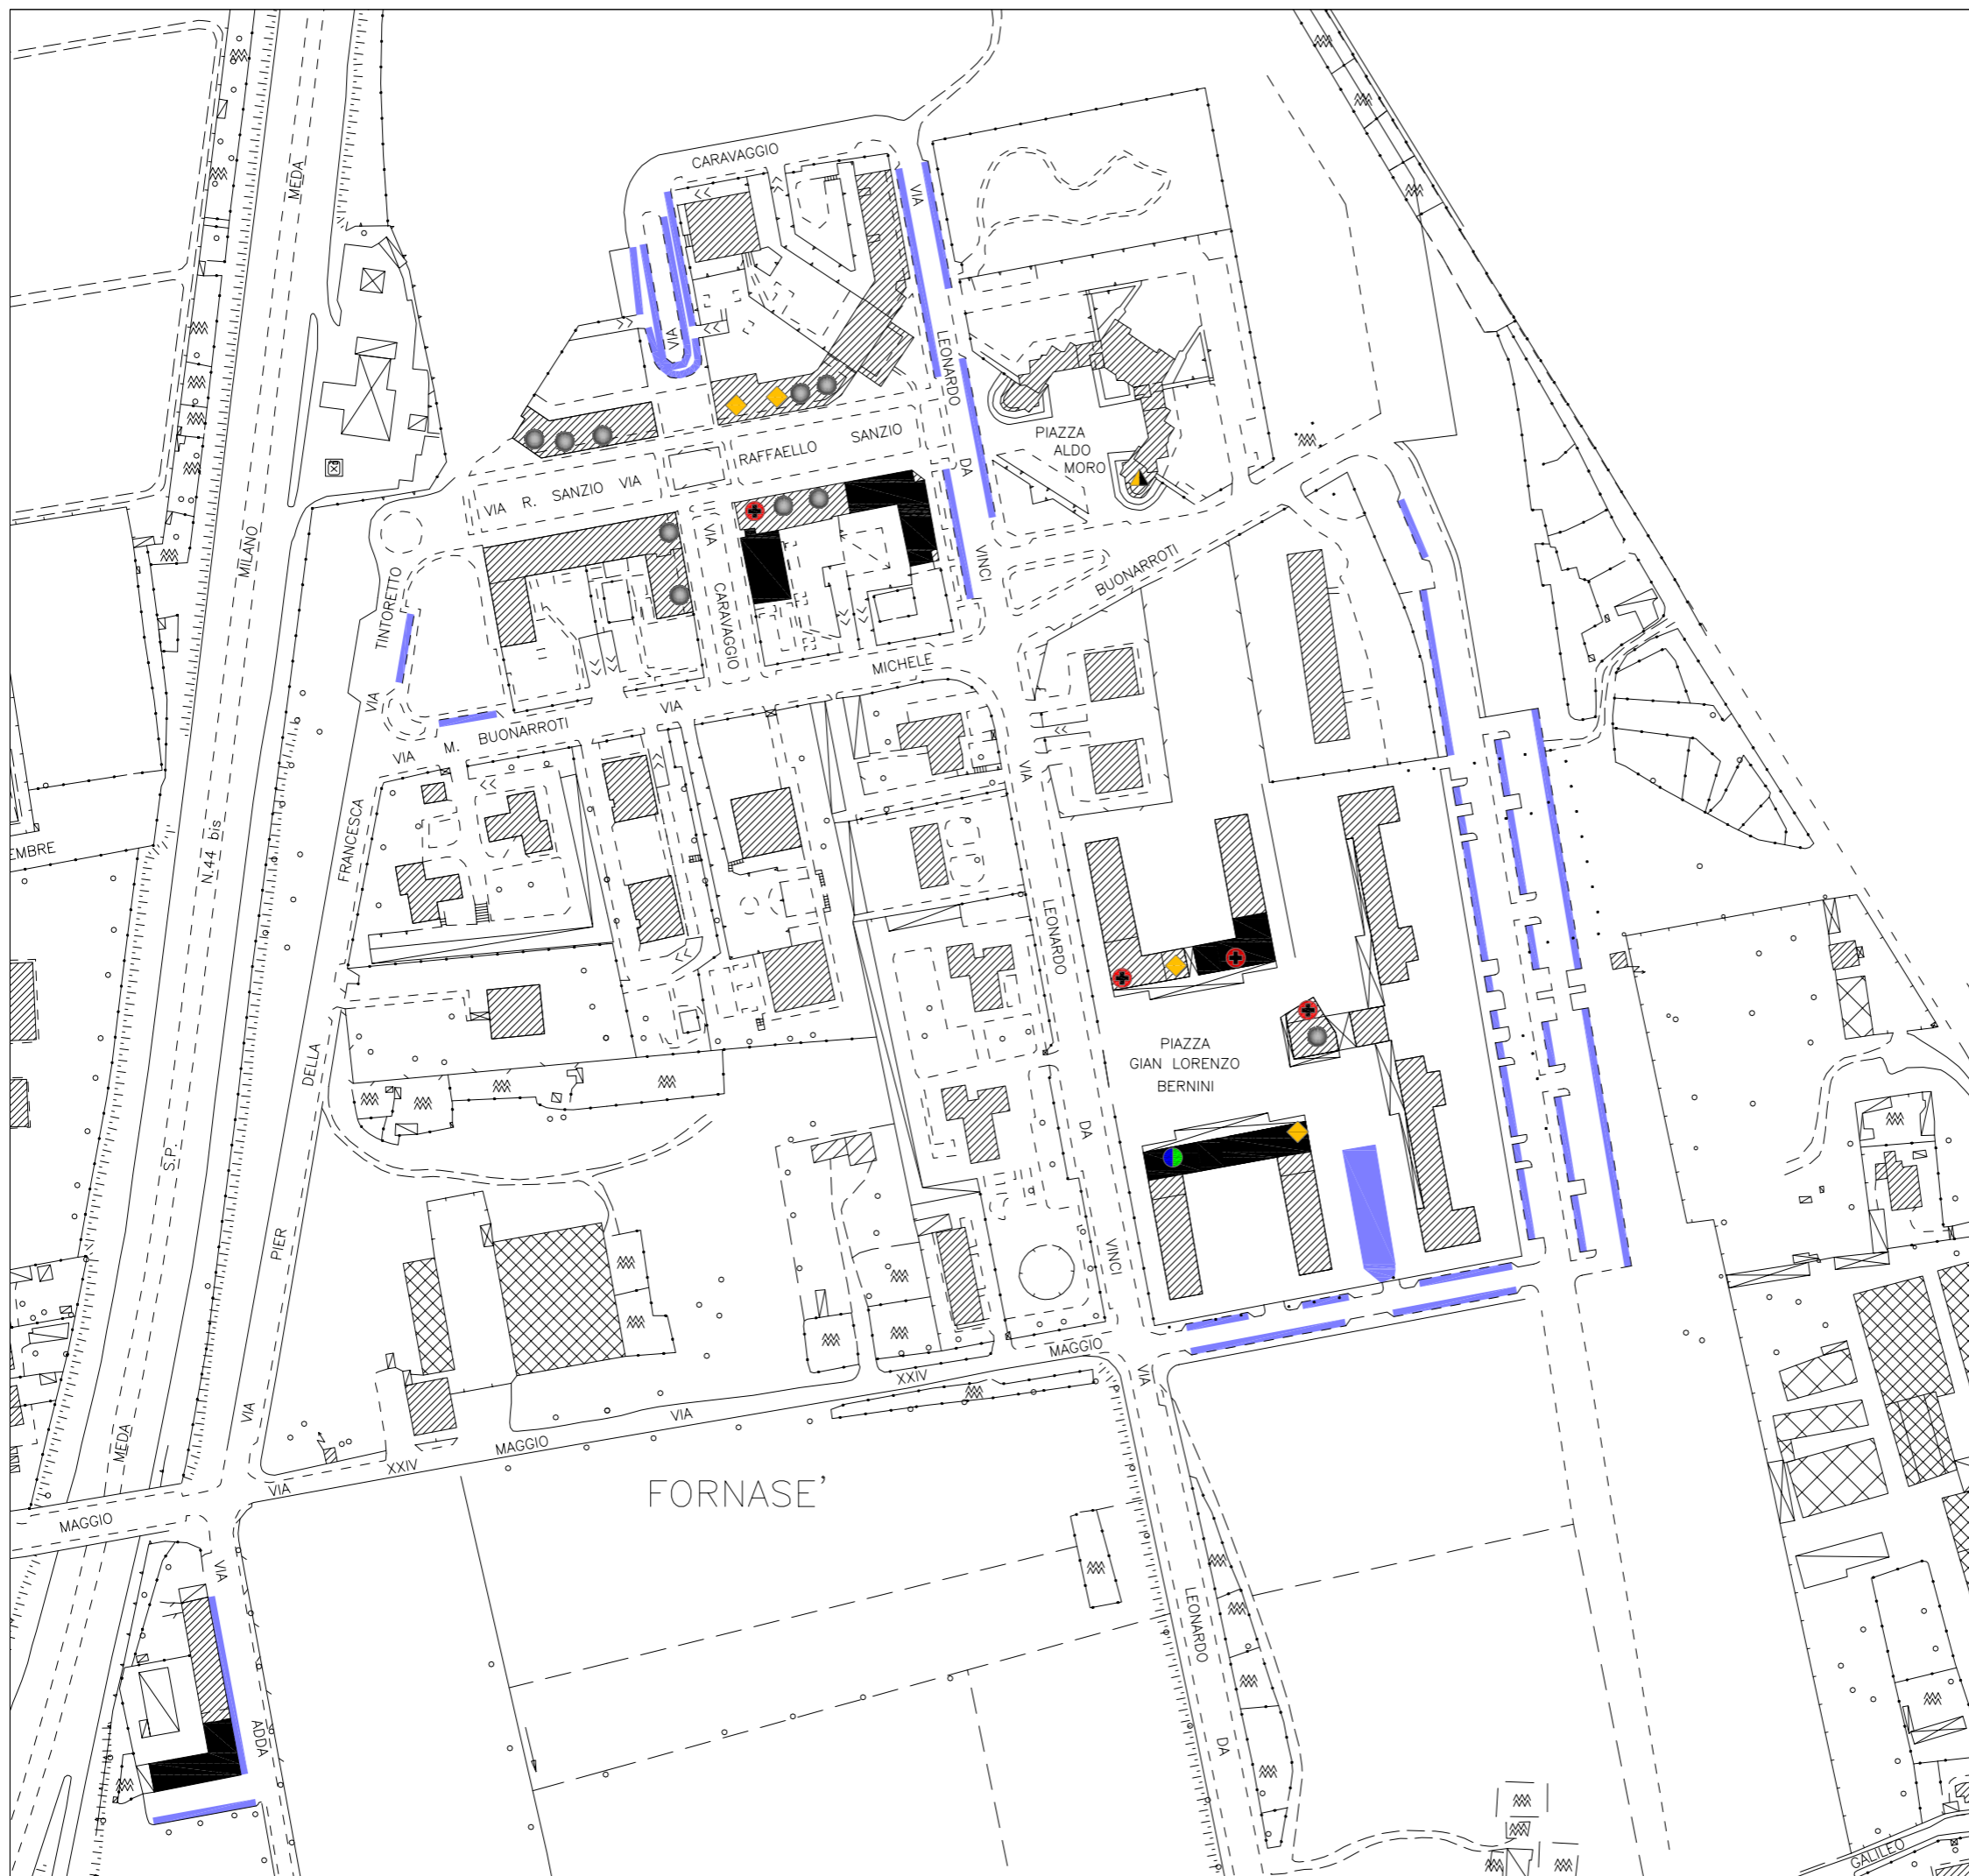 CARAVAGGIO
MEDA
VIA
VIA
LEONARDO
PIAZZA
ALDO
MORO
RAFFAELLO SANZIO
DA
VIA R. SANZIO VIA
VIA
VINCI
MILANO
BUONARROTI
TINTORETTO
CARAVAGGIO
MICHELE
VIA
VIA
VIA M. BUONARROTI
VIA
N.44 bis
EMBRE
FRANCESCA
LEONARDO
PIAZZA
GIAN LORENZO
BERNINI
DELLA
DA
S.P.
PIER
VINCI
MAGGIO
VIA
XXIV
VIA
VIA
MEDA
MAGGIO
XXIV
VIA
FORNASE'
MAGGIO
VIA
LEONARDO
ADDA
DA
GALILEO